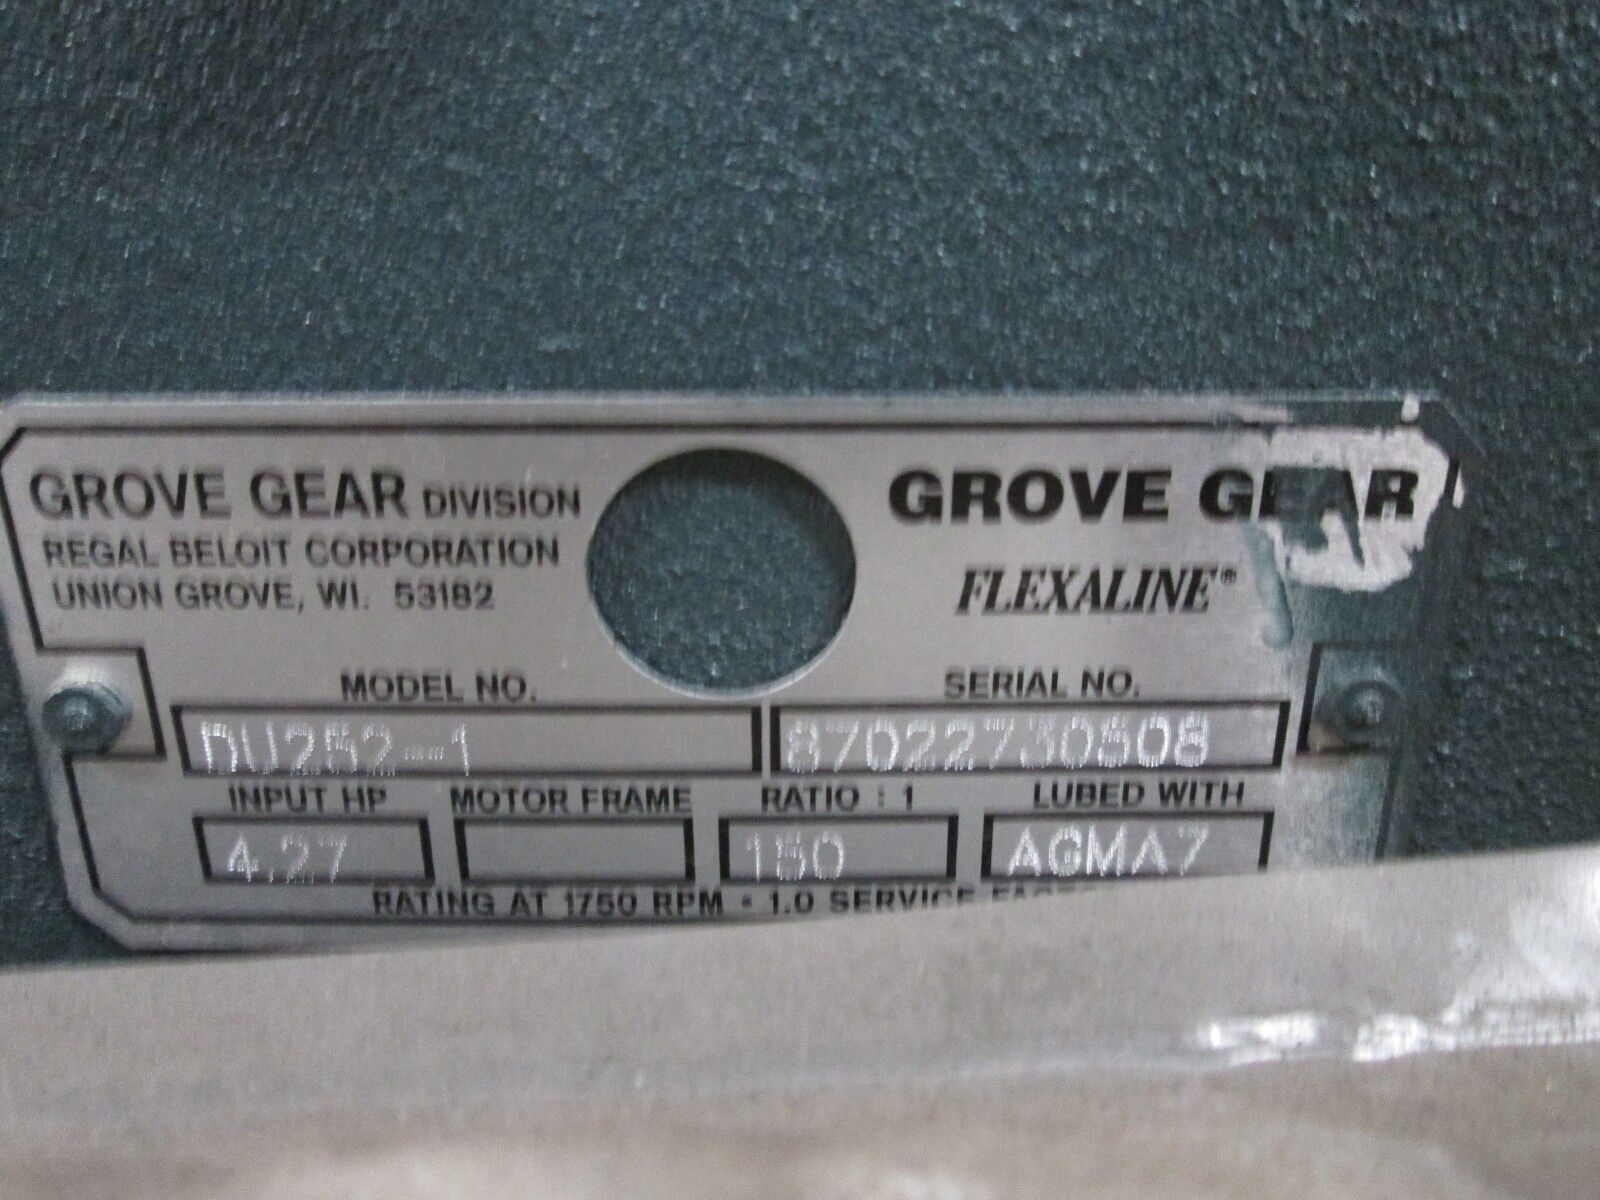 GROVE GEAR DIVISION
REGAL BELOIT CORPORATION
UNION GROVE, WI. 53182
GROVE GEAR
FLEXALINE®
MODEL NO.
DU252--1
SERIAL NO.
INPUT HP
4.27
MOTOR FRAME
RATIO : 1
150
LUBED WITH
AGMA7
RATING AT 1750 RPM • 1.0 SERVICE